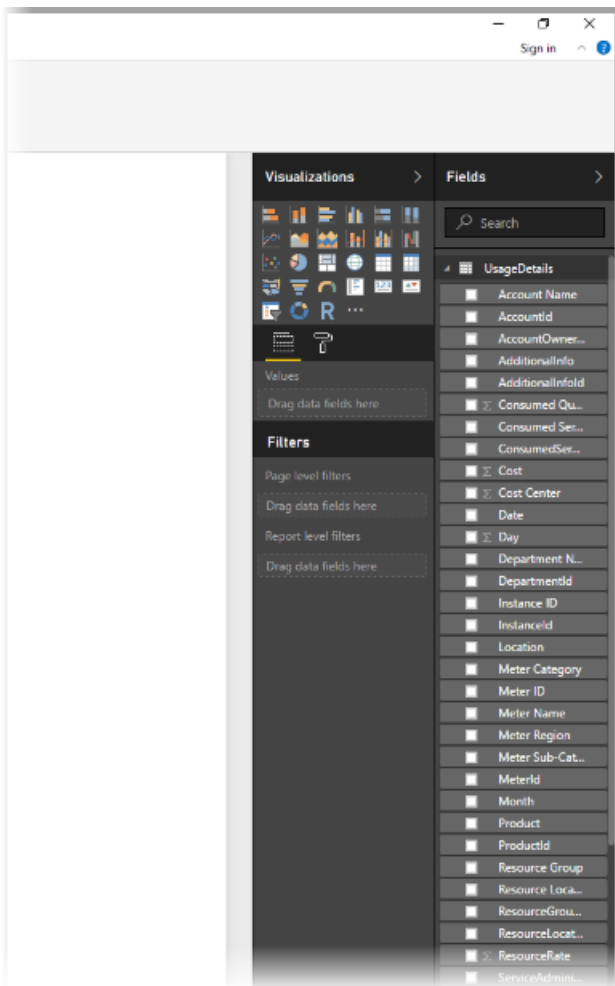 Sign in
Visualizations
R
123
Values
Drag data fields here
Filters
Page level filters
Drag data fields here
Report level filters
Drag data fields here
Fields
Search
UsageDetails
Account Name
AccountId
AccountOwner...
AdditionalInfo
AdditionalInfoId
Σ Consumed Qu...
Consumed Ser...
ConsumedSer...
Σ Cost
Σ Cost Center
Date
Σ Day
Department N...
DepartmentId
Instance ID
InstanceId
Location
Meter Category
Meter ID
Meter Name
Meter Region
Meter Sub-Cat...
MeterId
Month
Product
ProductId
Resource Group
Resource Loca...
ResourceGrou...
ResourceLocat...
Σ ResourceRate
ServiceAdmini...